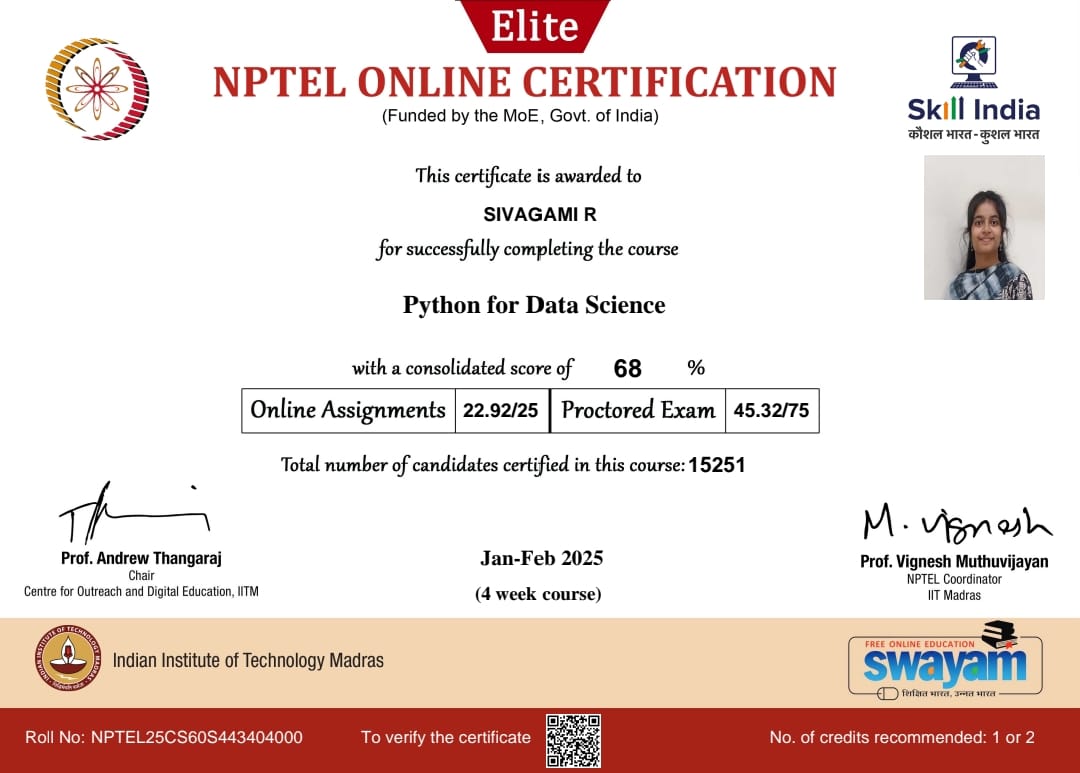 Elite
NPTEL ONLINE CERTIFICATION
(Funded by the MoE, Govt. of India)
Skill India
कौशल भारत - कुशल भारत
This certificate is awarded to
SIVAGAMI R
for successfully completing the course
Python for Data Science
with a consolidated score of 68 %
Online Assignments 22.92/25 Proctored Exam 45.32/75
Total number of candidates certified in this course: 15251
M. Vignesh
Prof. Andrew Thangaraj
Chair
Centre for Outreach and Digital Education, IITM
Jan-Feb 2025
(4 week course)
Prof. Vignesh Muthuvijayan
NPTEL Coordinator
IIT Madras
INDIAN INSTITUTE OF TECHNOLOGY MADRAS
Indian Institute of Technology Madras
FREE ONLINE EDUCATION
swayam
शिक्षित भारत, उन्नत भारत
Roll No: NPTEL25CS60S443404000
To verify the certificate
No. of credits recommended: 1 or 2